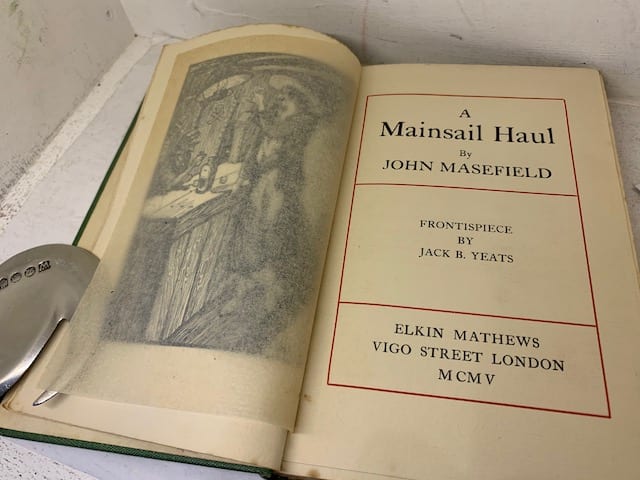 A
Mainsail Haul
By
JOHN MASEFIELD
FRONTISPIECE
BY
JACK B. YEATS
ELKIN MATHEWS
VIGO STREET LONDON
MCMV